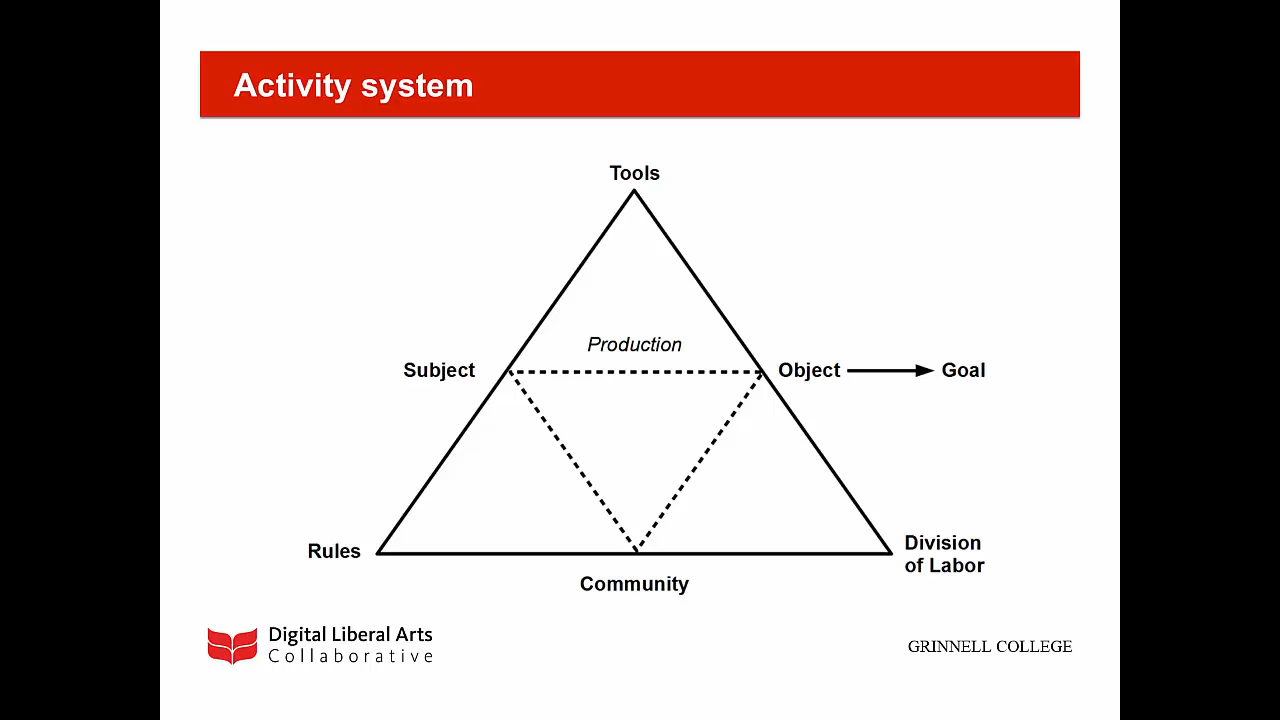 Activity system
Tools
Production
Subject
Object
Goal
Rules
Division
of Labor
Community
Digital Liberal Arts
Collaborative
GRINNELL COLLEGE